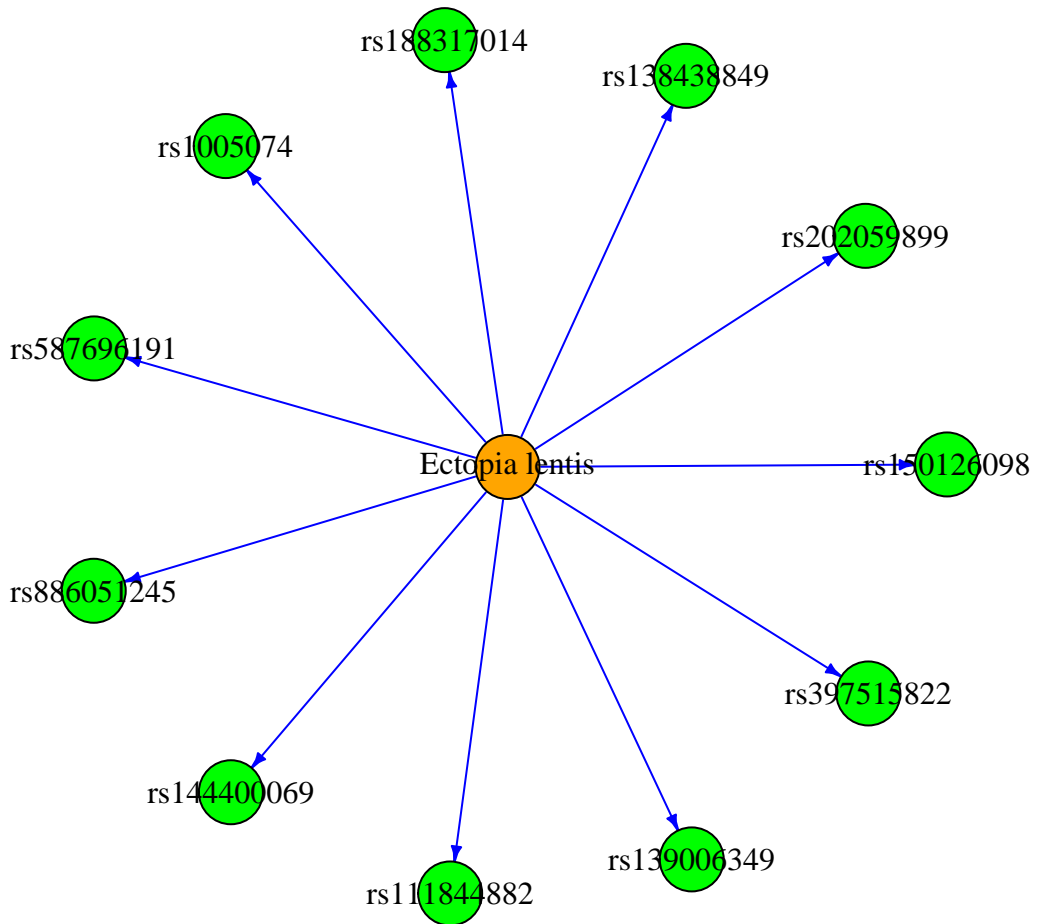 rs188317014
rs138438849
rs1005074
rs202059899
rs587696191
Ectopia lentis
rs150126098
rs886051245
rs397515822
rs144400069
rs139006349
rs111844882